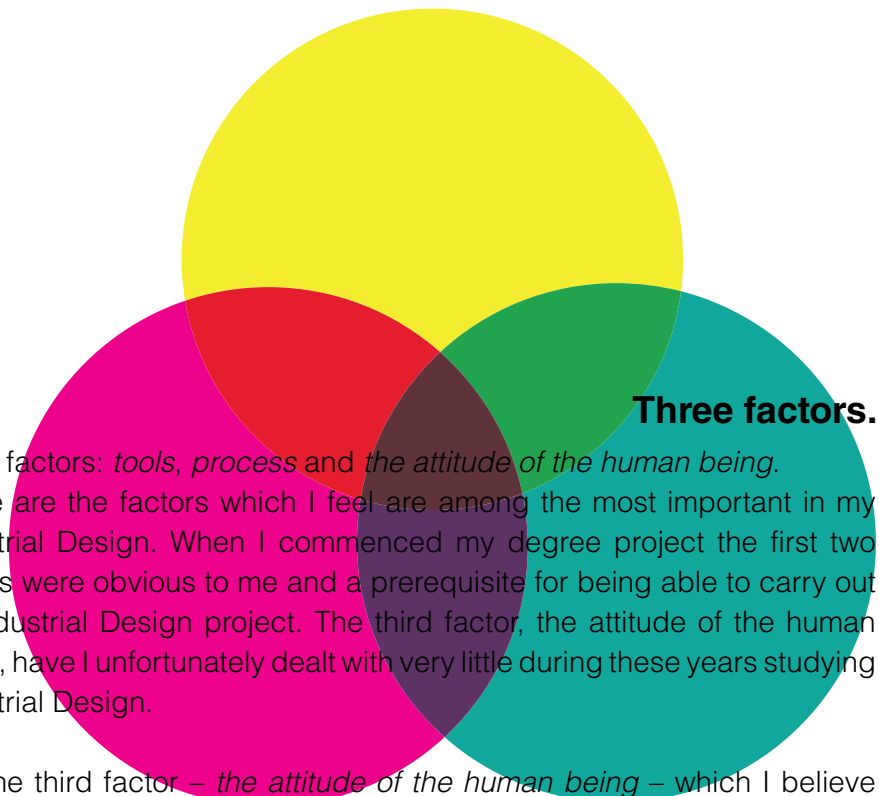 Three factors.
factors: tools, process and the attitude of the human being.
e are the factors which I feel are among the most important in my
trial Design. When I commenced my degree project the first two
s were obvious to me and a prerequisite for being able to carry out
dustrial Design project. The third factor, the attitude of the human
, have I unfortunately dealt with very little during these years studying
trial Design.
ne third factor – the attitude of the human being – which I believe